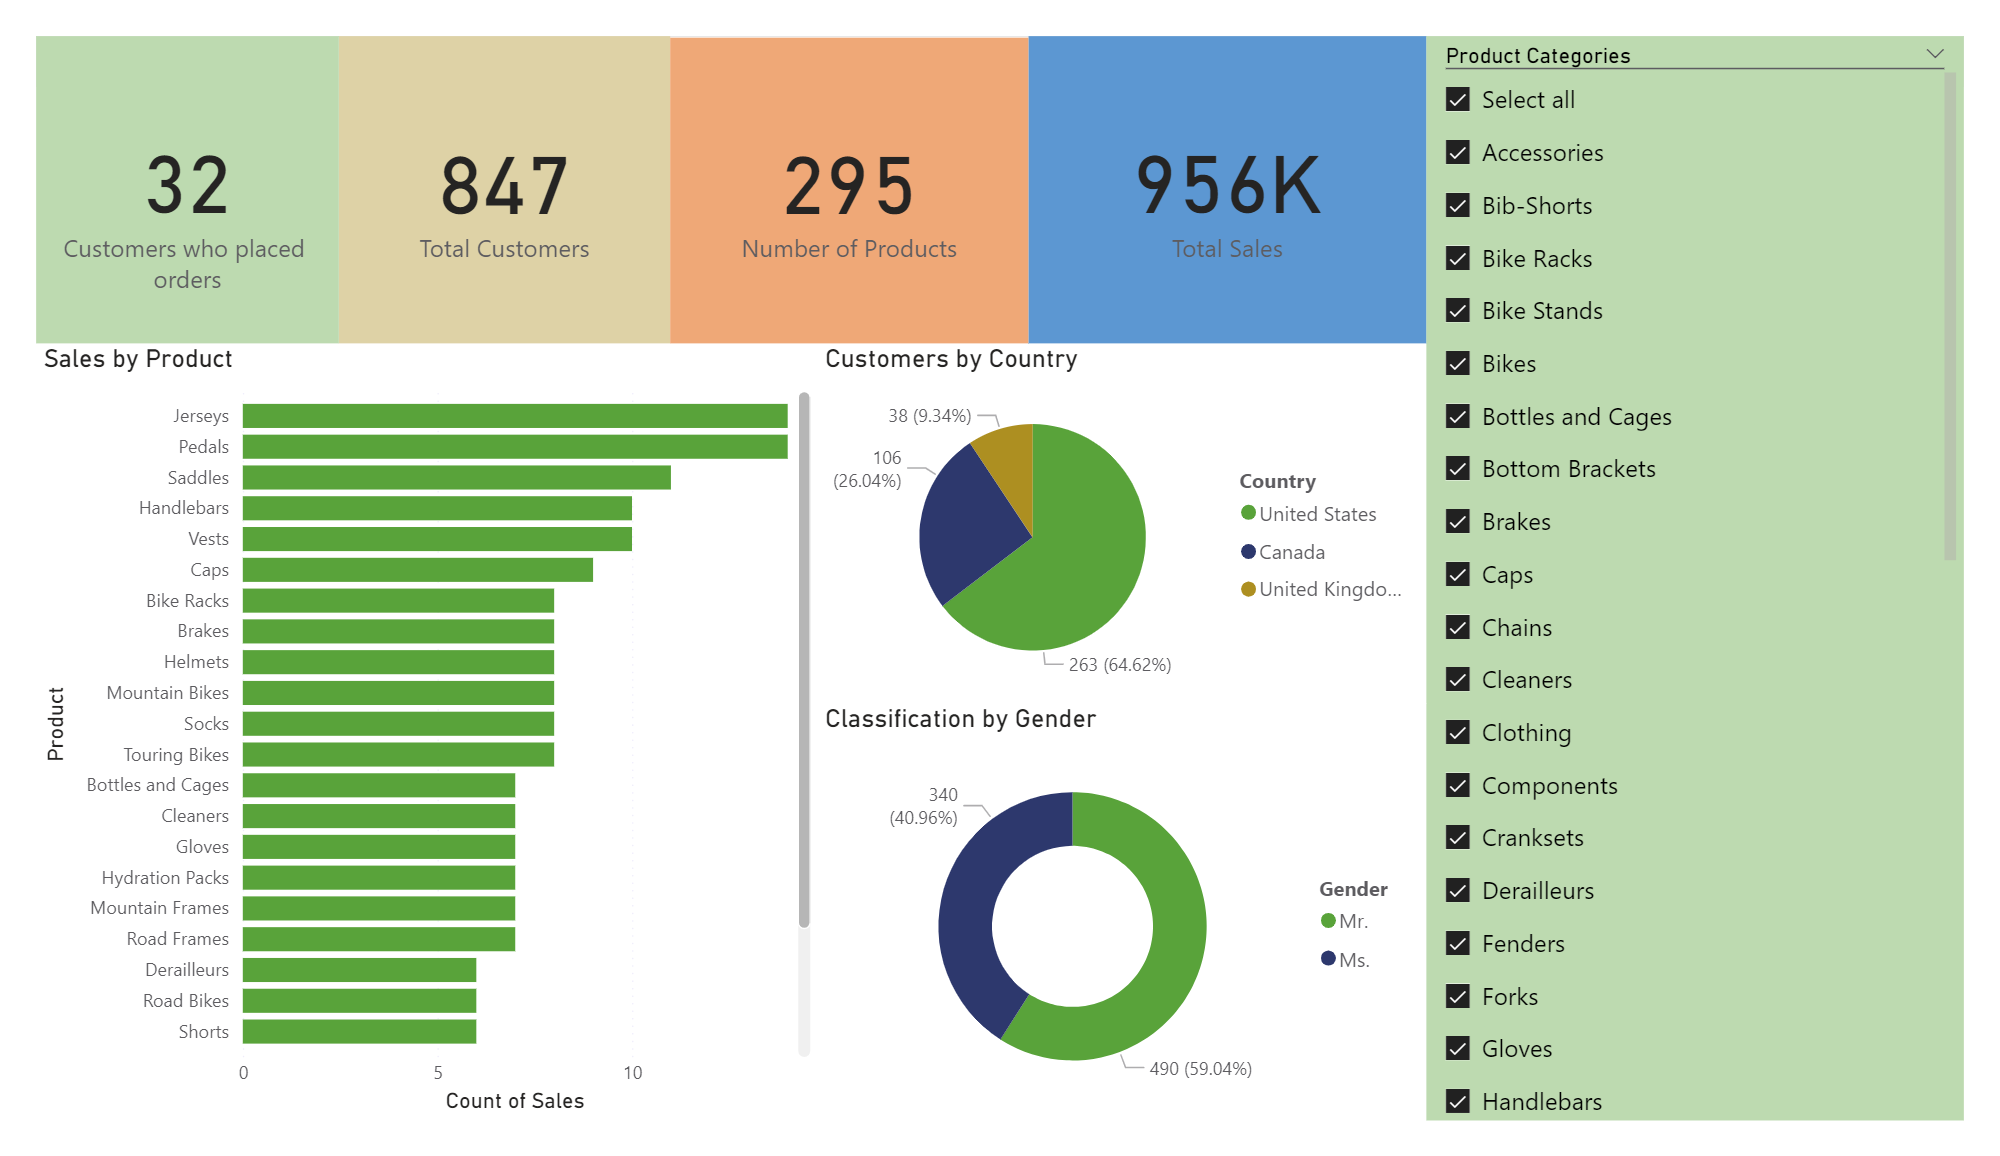 32
Customers who placed
orders
847
Total Customers
295
Number of Products
956K
Total Sales
Product Categories
Select all
Accessories
Bib-Shorts
Bike Racks
Bike Stands
Bikes
Bottles and Cages
Bottom Brackets
Brakes
Caps
Chains
Cleaners
Clothing
Components
Cranksets
Derailleurs
Fenders
Forks
Gloves
Handlebars
Sales by Product
Product
Jerseys
Pedals
Saddles
Handlebars
Vests
Caps
Bike Racks
Brakes
Helmets
Mountain Bikes
Socks
Touring Bikes
Bottles and Cages
Cleaners
Gloves
Hydration Packs
Mountain Frames
Road Frames
Derailleurs
Road Bikes
Shorts
0 5 10
Count of Sales
Customers by Country
38 (9.34%)
106
(26.04%)
263 (64.62%)
Country
United States
Canada
United Kingdo...
Classification by Gender
340
(40.96%)
490 (59.04%)
Gender
Mr.
Ms.